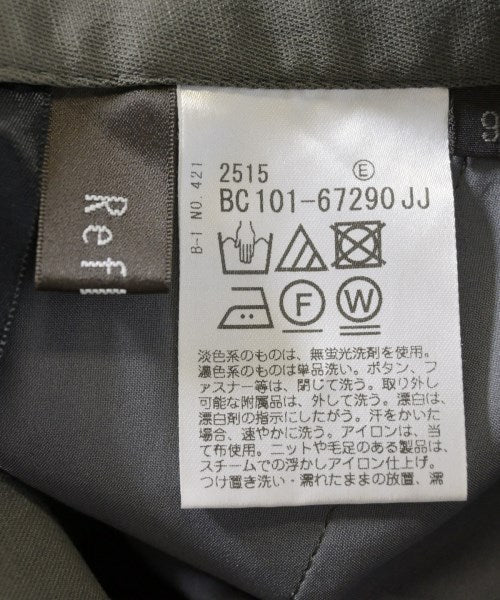 Refl
B-1 NO.421
2515 E
BC101-67290JJ
F W
淡色系のものは、無蛍光洗剤を使用。
濃色系のものは単品洗い。ボタン、フ
ァスナー等は、閉じて洗う。取り外し
可能な附属品は、外して洗う。漂白は、
漂白剤の指示にしたがう。汗をかいた
場合、速やかに洗う。アイロンは、当
て布使用。ニットや毛足のある製品は、
スチームでの浮かしアイロン仕上げ。
つけ置き洗い・濡れたままの放置、濡